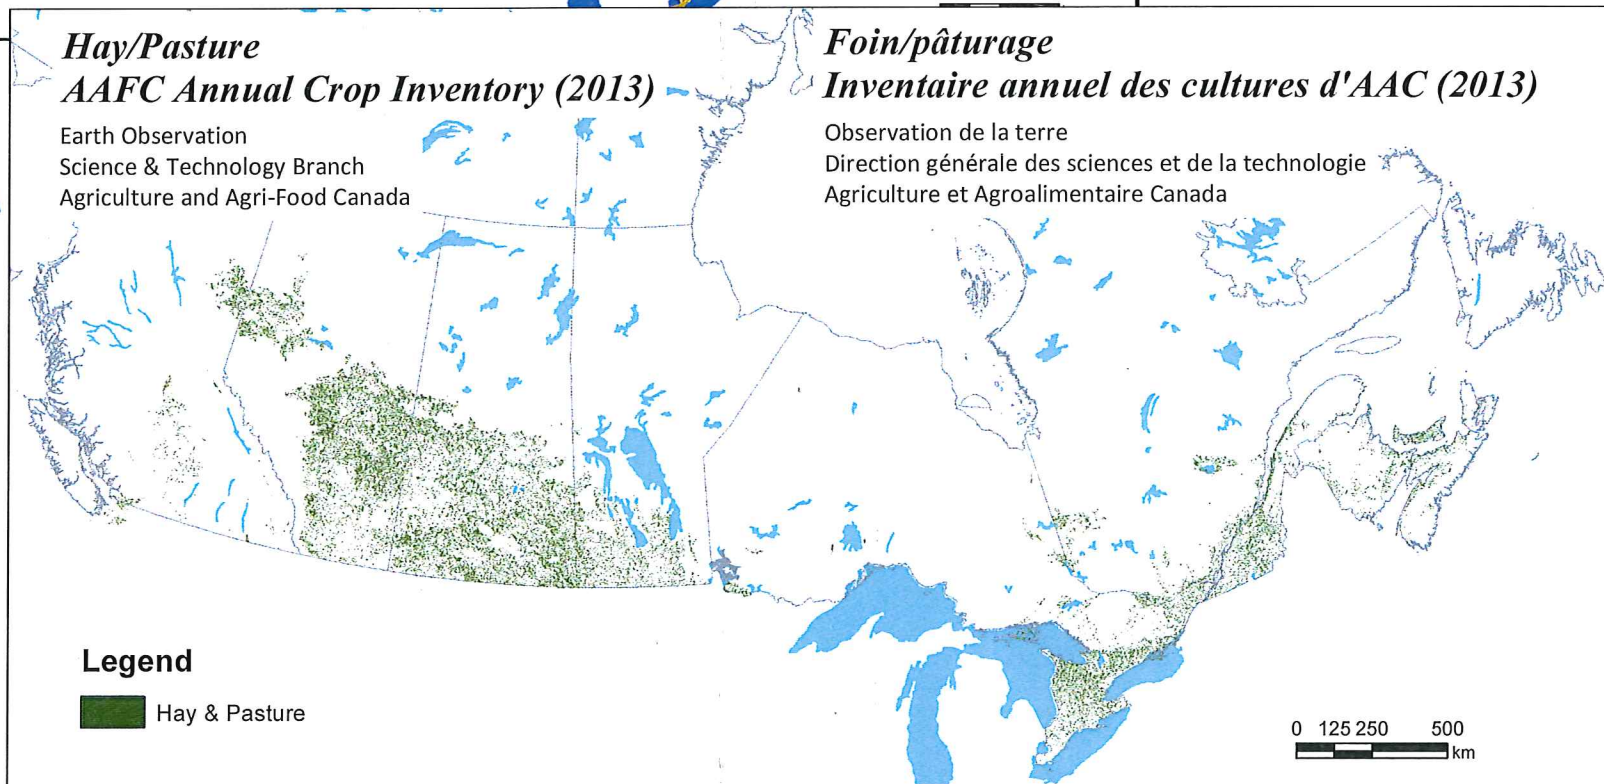 Hay/Pasture
AAFC Annual Crop Inventory (2013)
Earth Observation
Science & Technology Branch
Agriculture and Agri-Food Canada
Foin/pâturage
Inventaire annuel des cultures d'AAC (2013)
Observation de la terre
Direction générale des sciences et de la technologie
Agriculture et Agroalimentaire Canada
Legend
Hay & Pasture
0 125 250 500
km